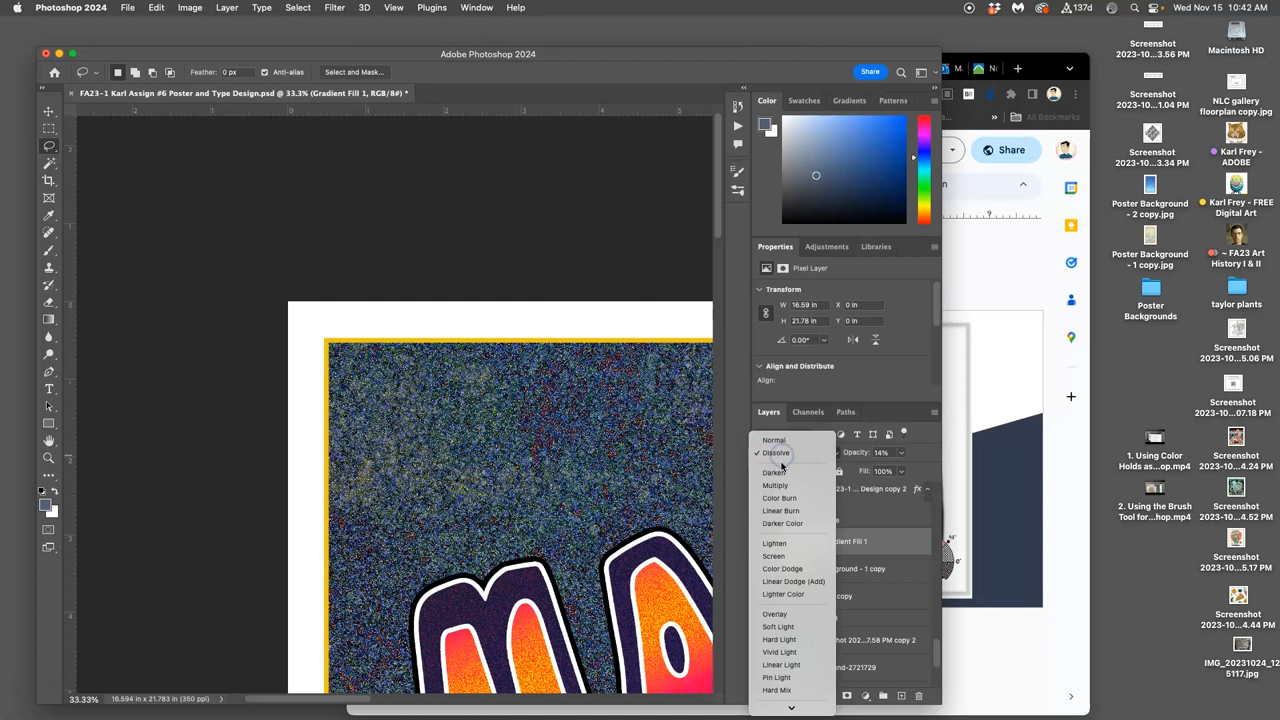 Photoshop 2024 File Edit Image Layer Type Select Filter 3D View Plugins Window Help 137d Wed Nov 15 10:42 AM
Adobe Photoshop 2024
Feather: 0 px Anti-alias Select and Mask... Share
FA23-1 Karl Assign #6 Poster and Type Design.psd @ 33.3% (Gradient Fill 1, RGB/8#) *
Color Swatches Gradients Patterns
Properties Adjustments Libraries
Pixel Layer
Transform
W 16.59 in X 0 in
H 21.78 in Y 0 in
0.00°
Align and Distribute
Align:
Layers Channels Paths
Opacity: 14%
Fill: 100%
Normal
Dissolve
Darken
Multiply
Color Burn
Linear Burn
Darker Color
Lighten
Screen
Color Dodge
Linear Dodge (Add)
Lighter Color
Overlay
Soft Light
Hard Light
Vivid Light
Linear Light
Pin Light
Hard Mix
23-1 ... Design copy 2 fx
dient Fill 1
ground - 1 copy
copy
shot 202...7.58 PM copy 2
and-2721729
33.33% 16.594 in x 21.783 in (350 ppi)
All Bookmarks
Share
9
Screenshot
2023-10...3.56 PM
Macintosh HD
Screenshot
2023-10...1.04 PM
NLC gallery
floorplan copy.jpg
Screenshot
2023-10...3.34 PM
Karl Frey -
ADOBE
Poster Background
- 2 copy.jpg
Karl Frey - FREE
Digital Art
Poster Background
- 1 copy.jpg
~ FA23 Art
History I & II
Poster
Backgrounds
taylor plants
Screenshot
2023-10...5.06 PM
Screenshot
2023-10...07.18 PM
1. Using Color
Holds as...op.mp4
Screenshot
2023-10...4.52 PM
2. Using the Brush
Tool for...hop.mp4
Screenshot
2023-10...5.17 PM
Screenshot
2023-10...4.44 PM
IMG_20231024_12
5117.jpg